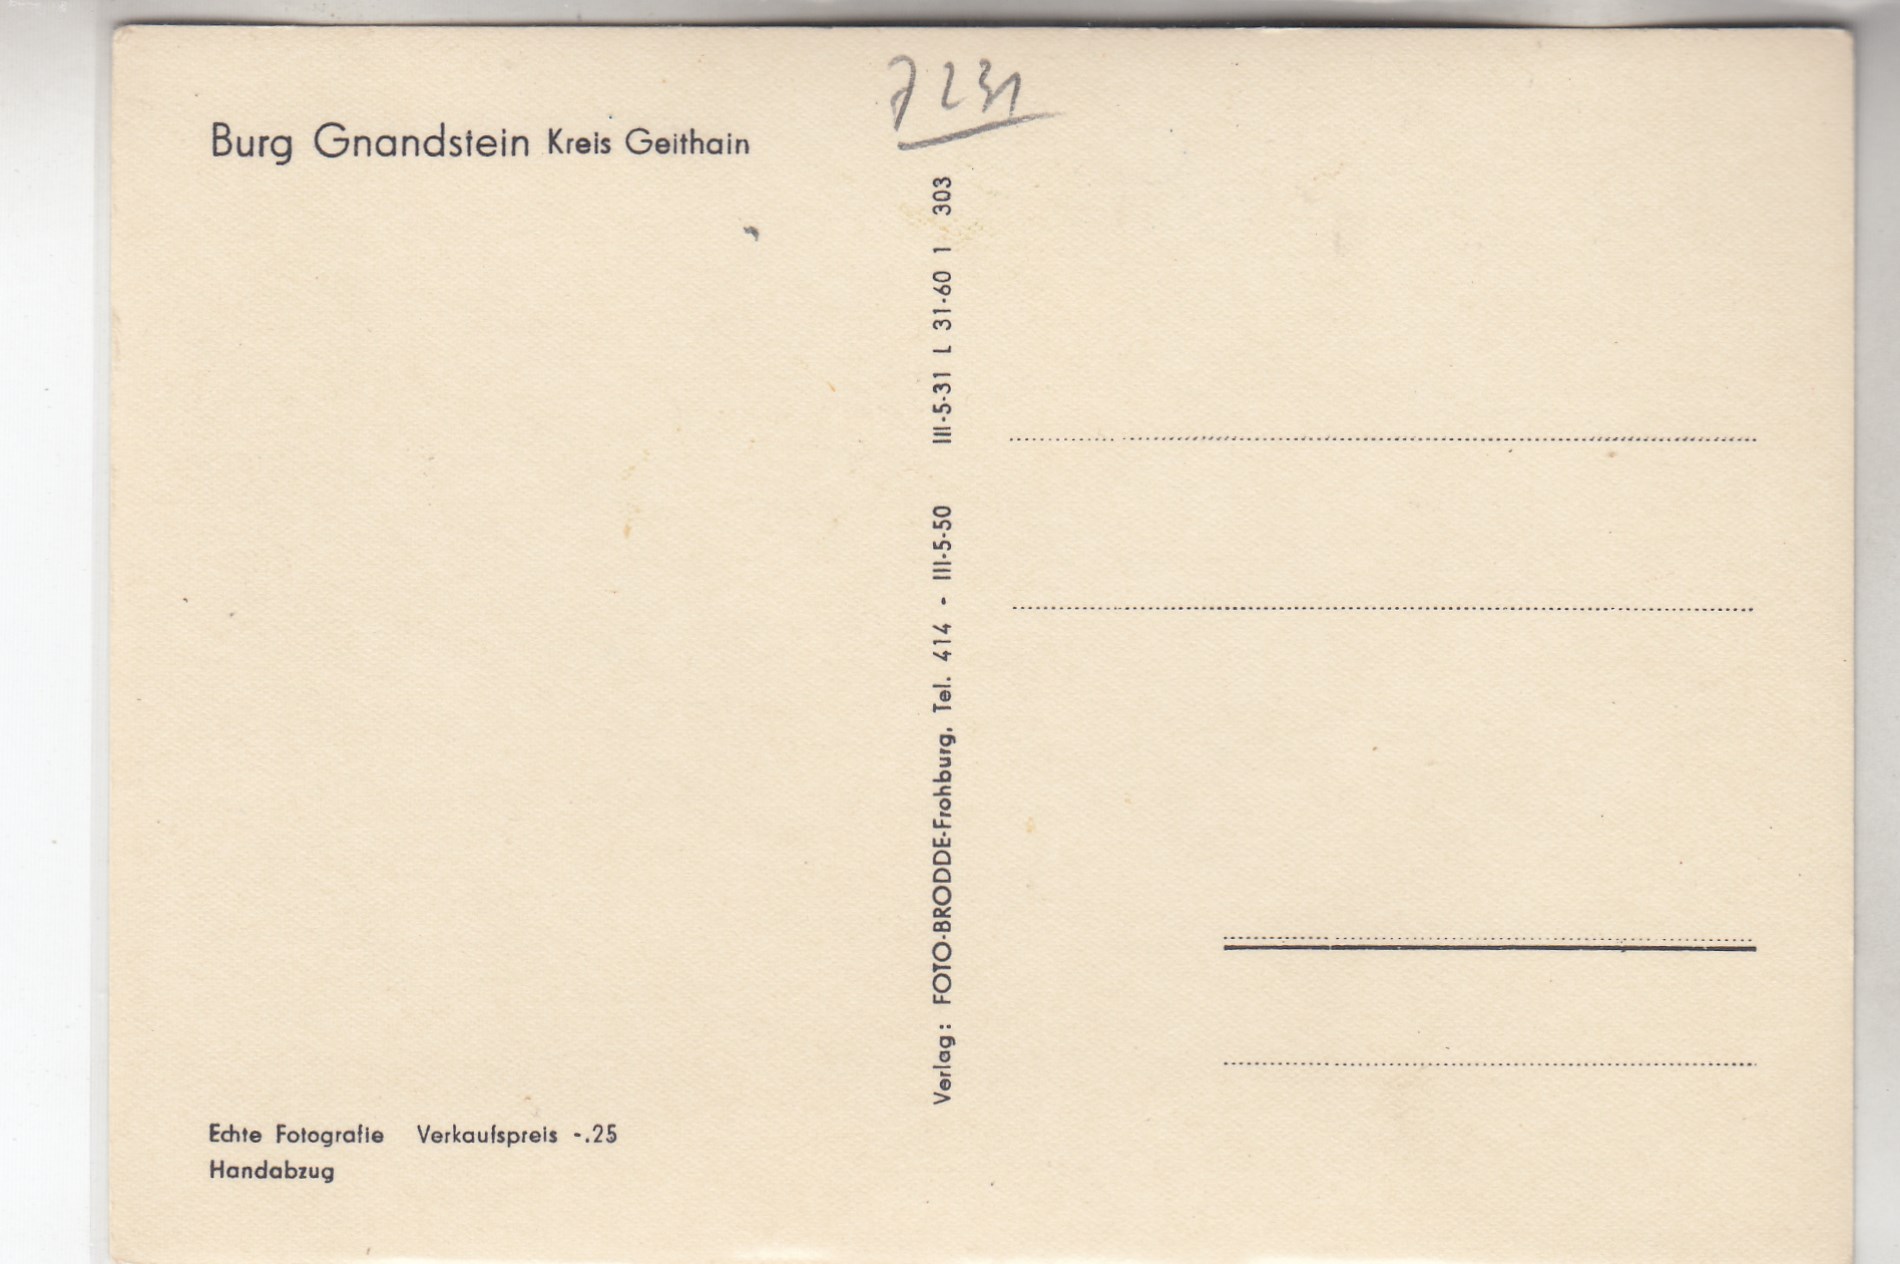 7231
Burg Gnandstein Kreis Geithain
Verlag: FOTO-BRODDE-Frohburg, Tel. 414 - III-5-50 III-5-31 L 31-60 1 303
Echte Fotografie Verkaufspreis -.25
Handabzug